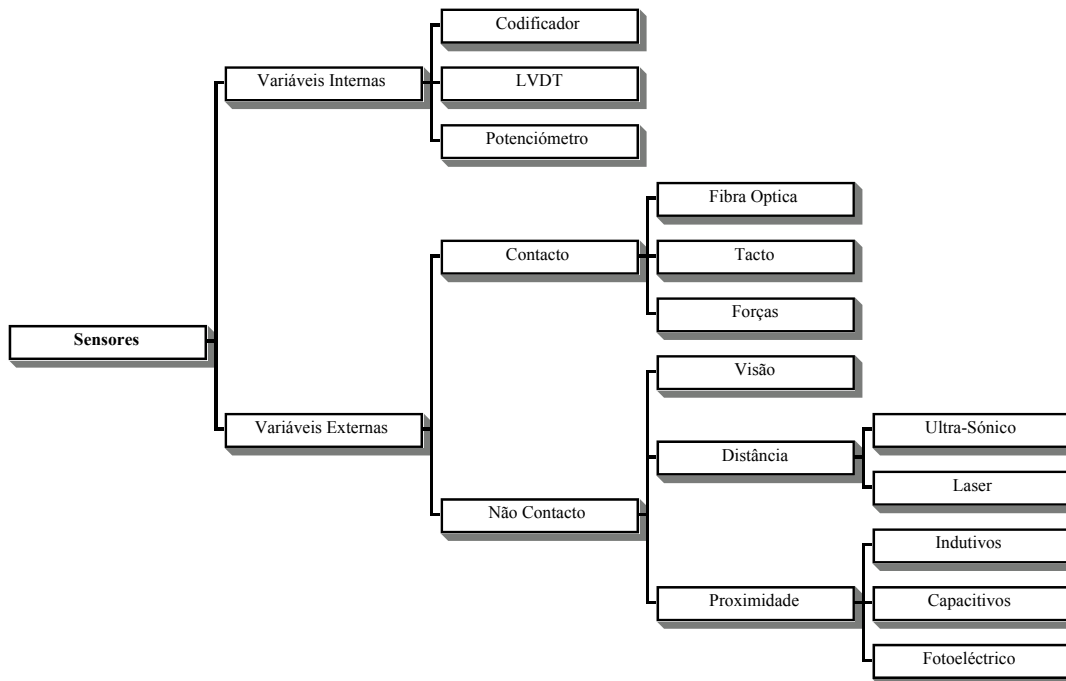 Codificador
Variáveis Internas
LVDT
Potenciómetro
Fibra Optica
Contacto
Tacto
Forças
Sensores
Visão
Variáveis Externas
Ultra-Sónico
Distância
Laser
Não Contacto
Indutivos
Proximidade
Capacitivos
Fotoeléctrico